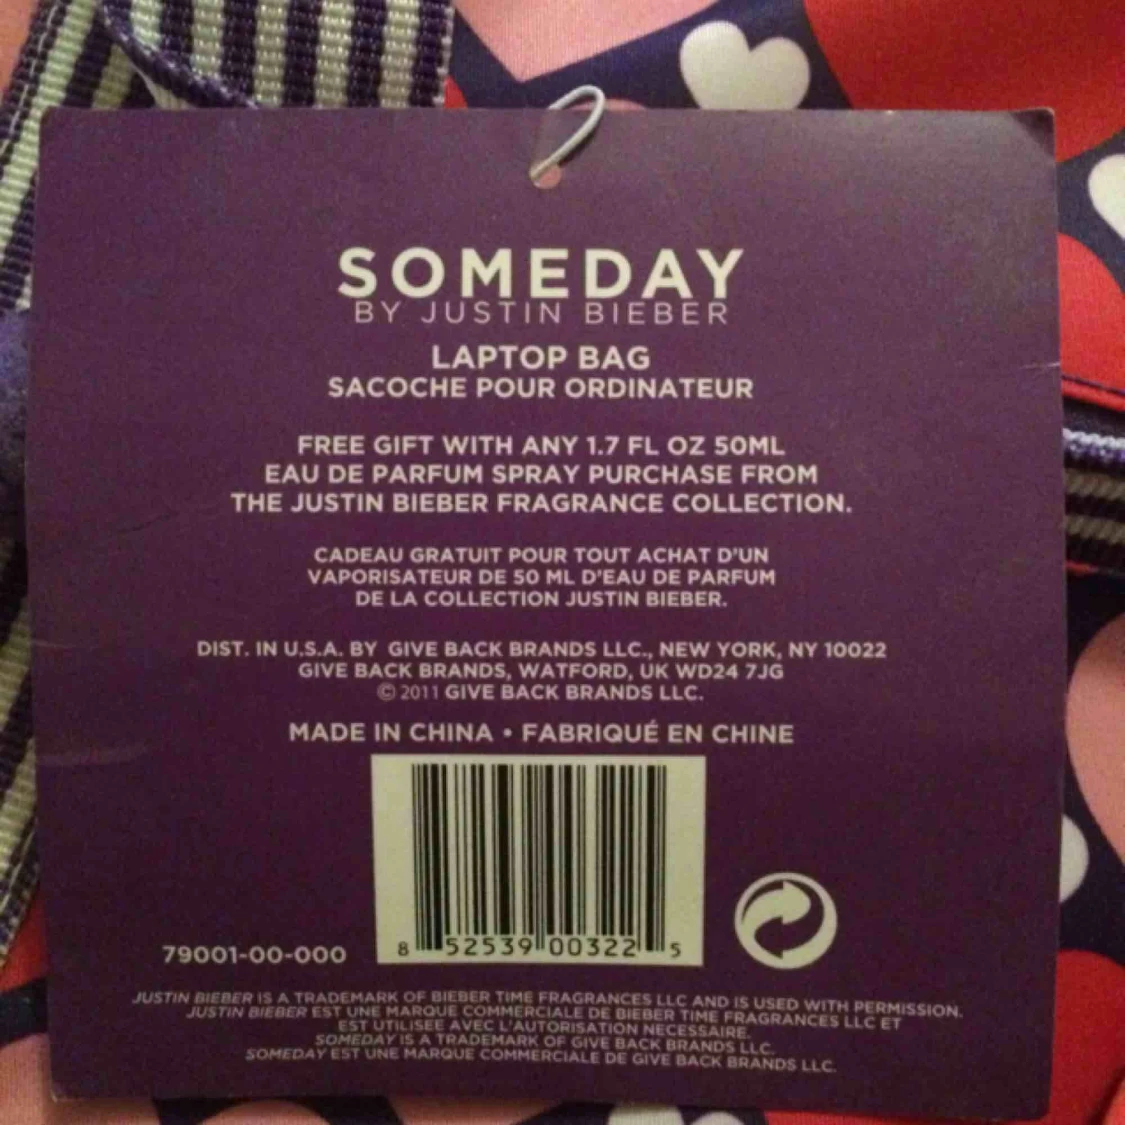 SOMEDAY
BY JUSTIN BIEBER
LAPTOP BAG
SACOCHE POUR ORDINATEUR
FREE GIFT WITH ANY 1.7 FL OZ 50ML
EAU DE PARFUM SPRAY PURCHASE FROM
THE JUSTIN BIEBER FRAGRANCE COLLECTION.
CADEAU GRATUIT POUR TOUT ACHAT D'UN
VAPORISATEUR DE 50 ML D'EAU DE PARFUM
DE LA COLLECTION JUSTIN BIEBER.
DIST. IN U.S.A. BY GIVE BACK BRANDS LLC., NEW YORK, NY 10022
GIVE BACK BRANDS, WATFORD, UK WD24 7JG
© 2011 GIVE BACK BRANDS LLC.
MADE IN CHINA • FABRIQUÉ EN CHINE
79001-00-000
8 52539 00322 5
JUSTIN BIEBER IS A TRADEMARK OF BIEBER TIME FRAGRANCES LLC AND IS USED WITH PERMISSION.
JUSTIN BIEBER EST UNE MARQUE COMMERCIALE DE BIEBER TIME FRAGRANCES LLC ET
EST UTILISEE AVEC L'AUTORISATION NECESSAIRE.
SOMEDAY IS A TRADEMARK OF GIVE BACK BRANDS LLC.
SOMEDAY EST UNE MARQUE COMMERCIALE DE GIVE BACK BRANDS LLC.